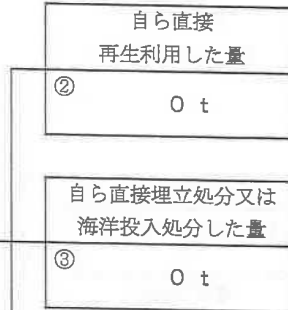 自ら直接
再生利用した量
②
0 t
自ら直接埋立処分又は
海洋投入処分した量
③
0 t